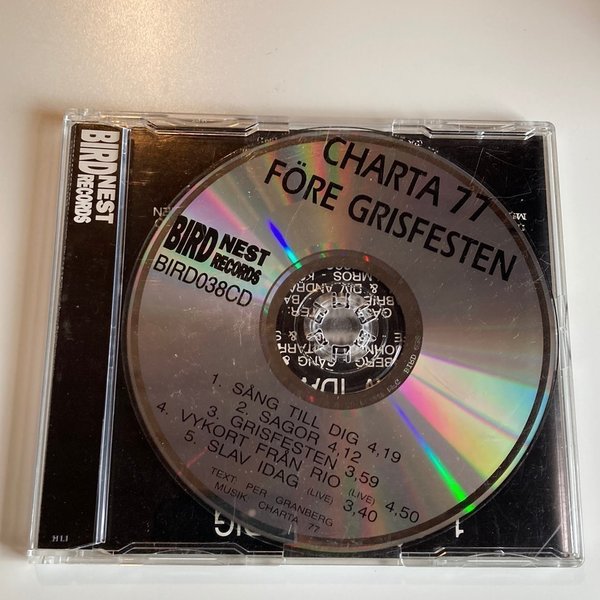 BIRDNEST
RECORDS
CHARTA 77
FÖRE GRISFESTEN
BIRD NEST
RECORDS
BIRD038CD
1. SÅNG TILL DIG 4,19
2. SAGOR 4,12
3. GRISFESTEN 3,59
4. VYKORT FRÅN RIO (LIVE) 4,50
5. SLAV IDAG (LIVE) 3,40
TEXT PER GRANBERG
MUSIK CHARTA 77